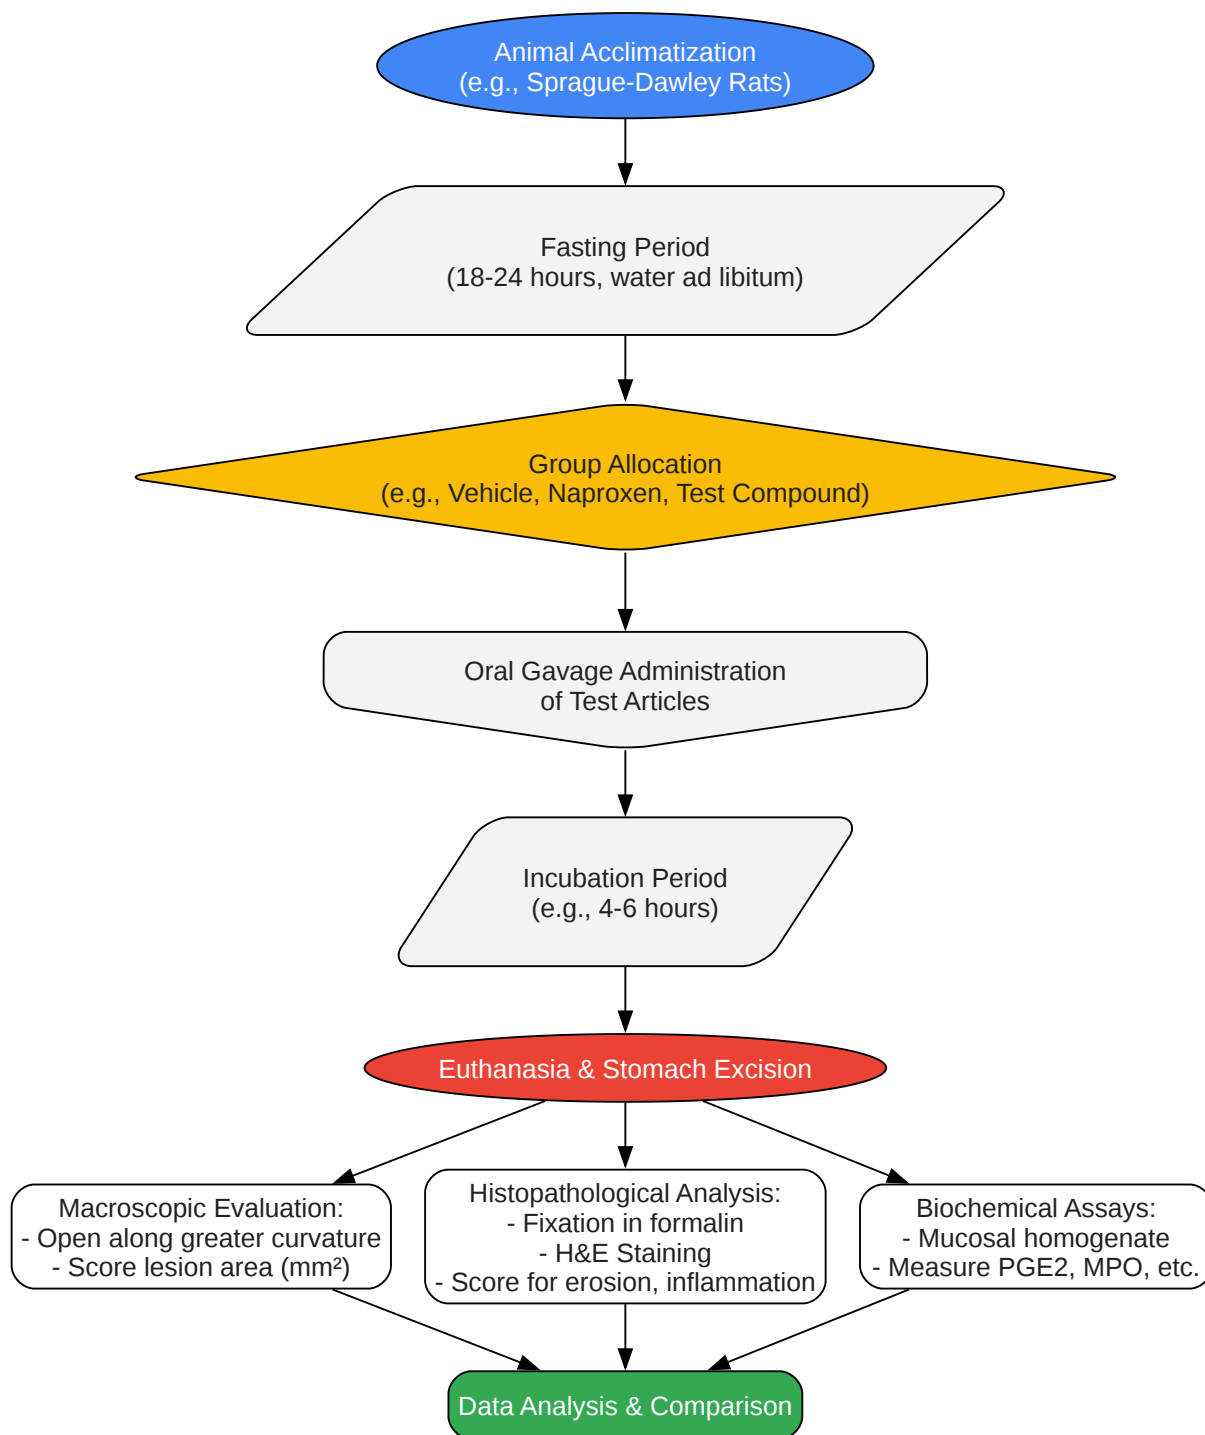 Animal Acclimatization
(e.g., Sprague-Dawley Rats)
Fasting Period
(18-24 hours, water ad libitum)
Group Allocation
(e.g., Vehicle, Naproxen, Test Compound)
Oral Gavage Administration
of Test Articles
Incubation Period
(e.g., 4-6 hours)
Euthanasia & Stomach Excision
Macroscopic Evaluation:
- Open along greater curvature
- Score lesion area (mm²)
Histopathological Analysis:
- Fixation in formalin
- H&E Staining
- Score for erosion, inflammation
Biochemical Assays:
- Mucosal homogenate
- Measure PGE2, MPO, etc.
Data Analysis & Comparison